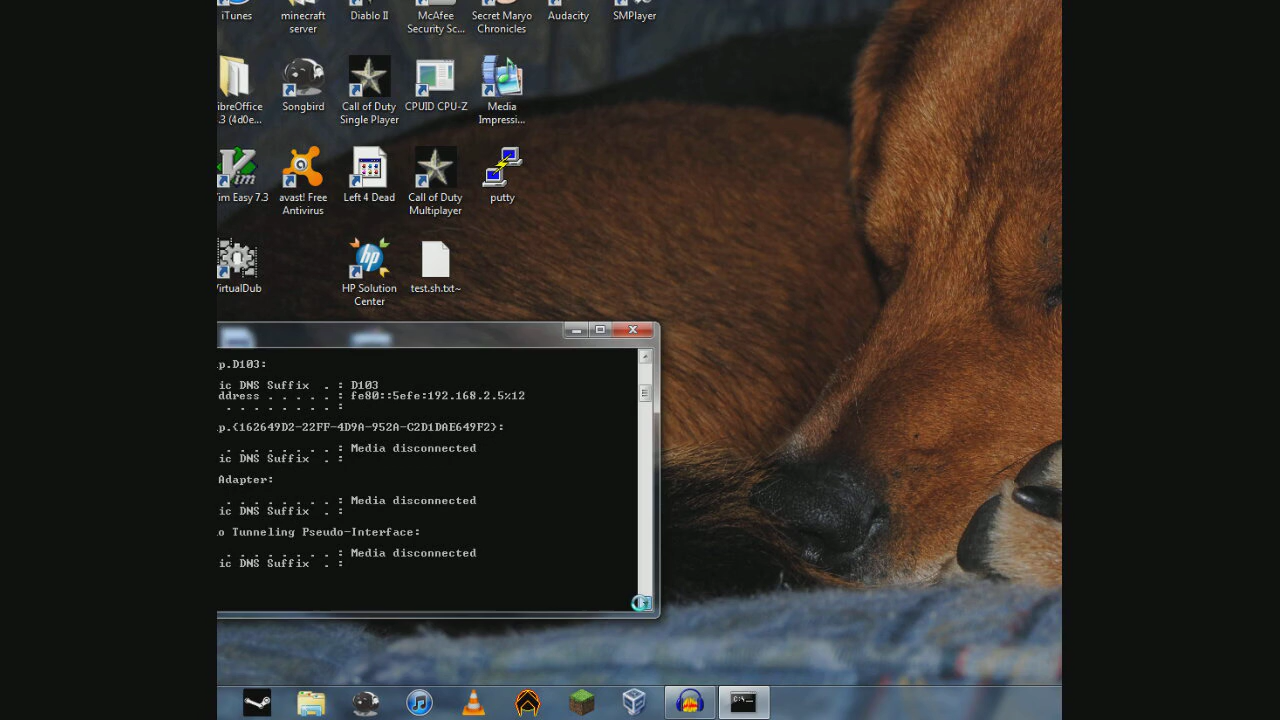 iTunes
minecraft server
Diablo II
McAfee Security Sc...
Secret Maryo Chronicles
Audacity
SMPlayer
ibreOffice .3 (4d0e...
Songbird
Call of Duty Single Player
CPUID CPU-Z
Media Impressi...
im Easy 7.3
avast! Free Antivirus
Left 4 Dead
Call of Duty Multiplayer
putty
VirtualDub
hp
HP Solution Center
test.sh.txt~
p.D103:
ic DNS Suffix . : D103
ddress . . . . . : fe80::5efe:192.168.2.5%12
. . . . . . . . :
p.{162649D2-22FF-4D9A-952A-C2D1DAE649F2}:
. . . . . . . . : Media disconnected
ic DNS Suffix . :
Adapter:
. . . . . . . . : Media disconnected
ic DNS Suffix . :
o Tunneling Pseudo-Interface:
. . . . . . . . : Media disconnected
ic DNS Suffix . :